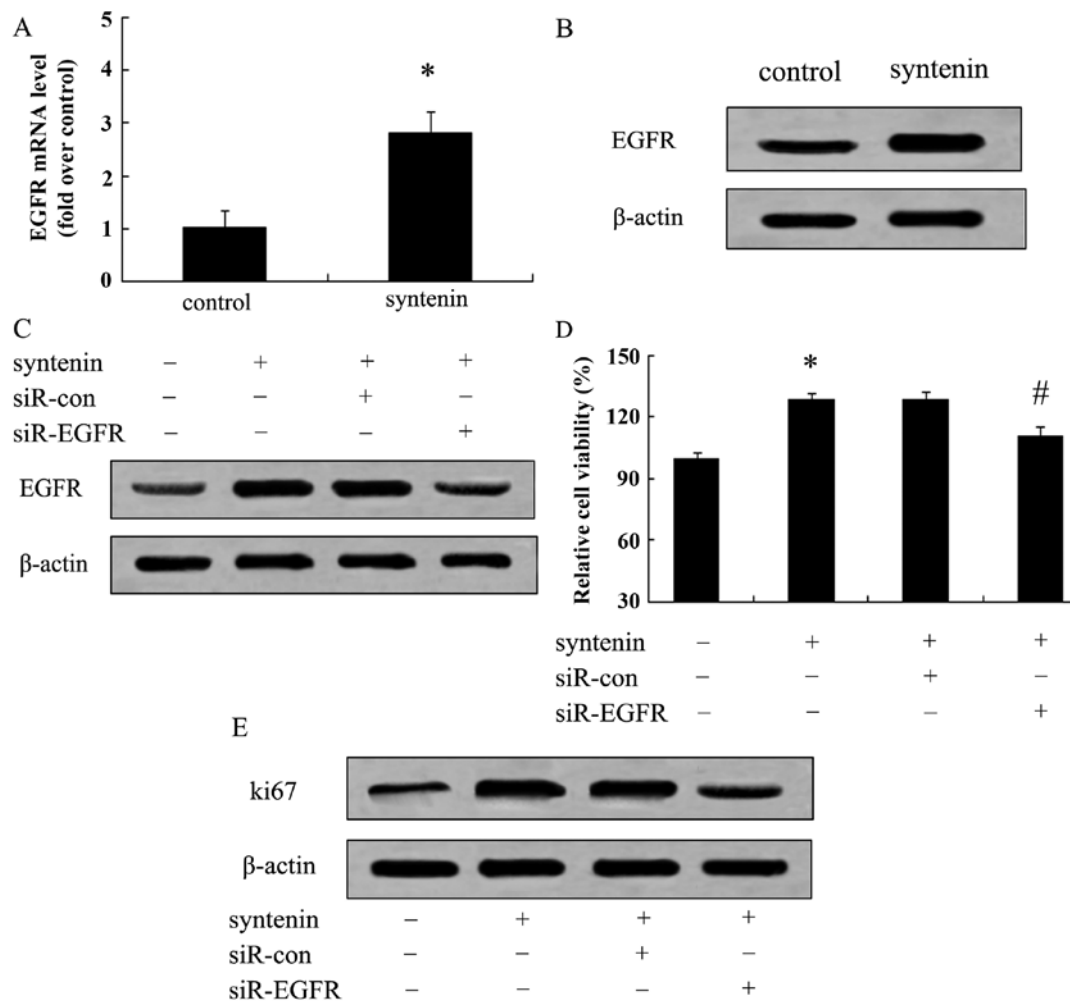 A
EGFR mRNA level
(fold over control)
5
4
3
2
1
0
*
control
syntenin
B
control syntenin
EGFR
β-actin
C
syntenin – + + +
siR-con – – + –
siR-EGFR – – – +
EGFR
β-actin
D
Relative cell viability (%)
150
120
90
60
30
*
#
syntenin – + + +
siR-con – – + –
siR-EGFR – – – +
E
ki67
β-actin
syntenin – + + +
siR-con – – + –
siR-EGFR – – – +